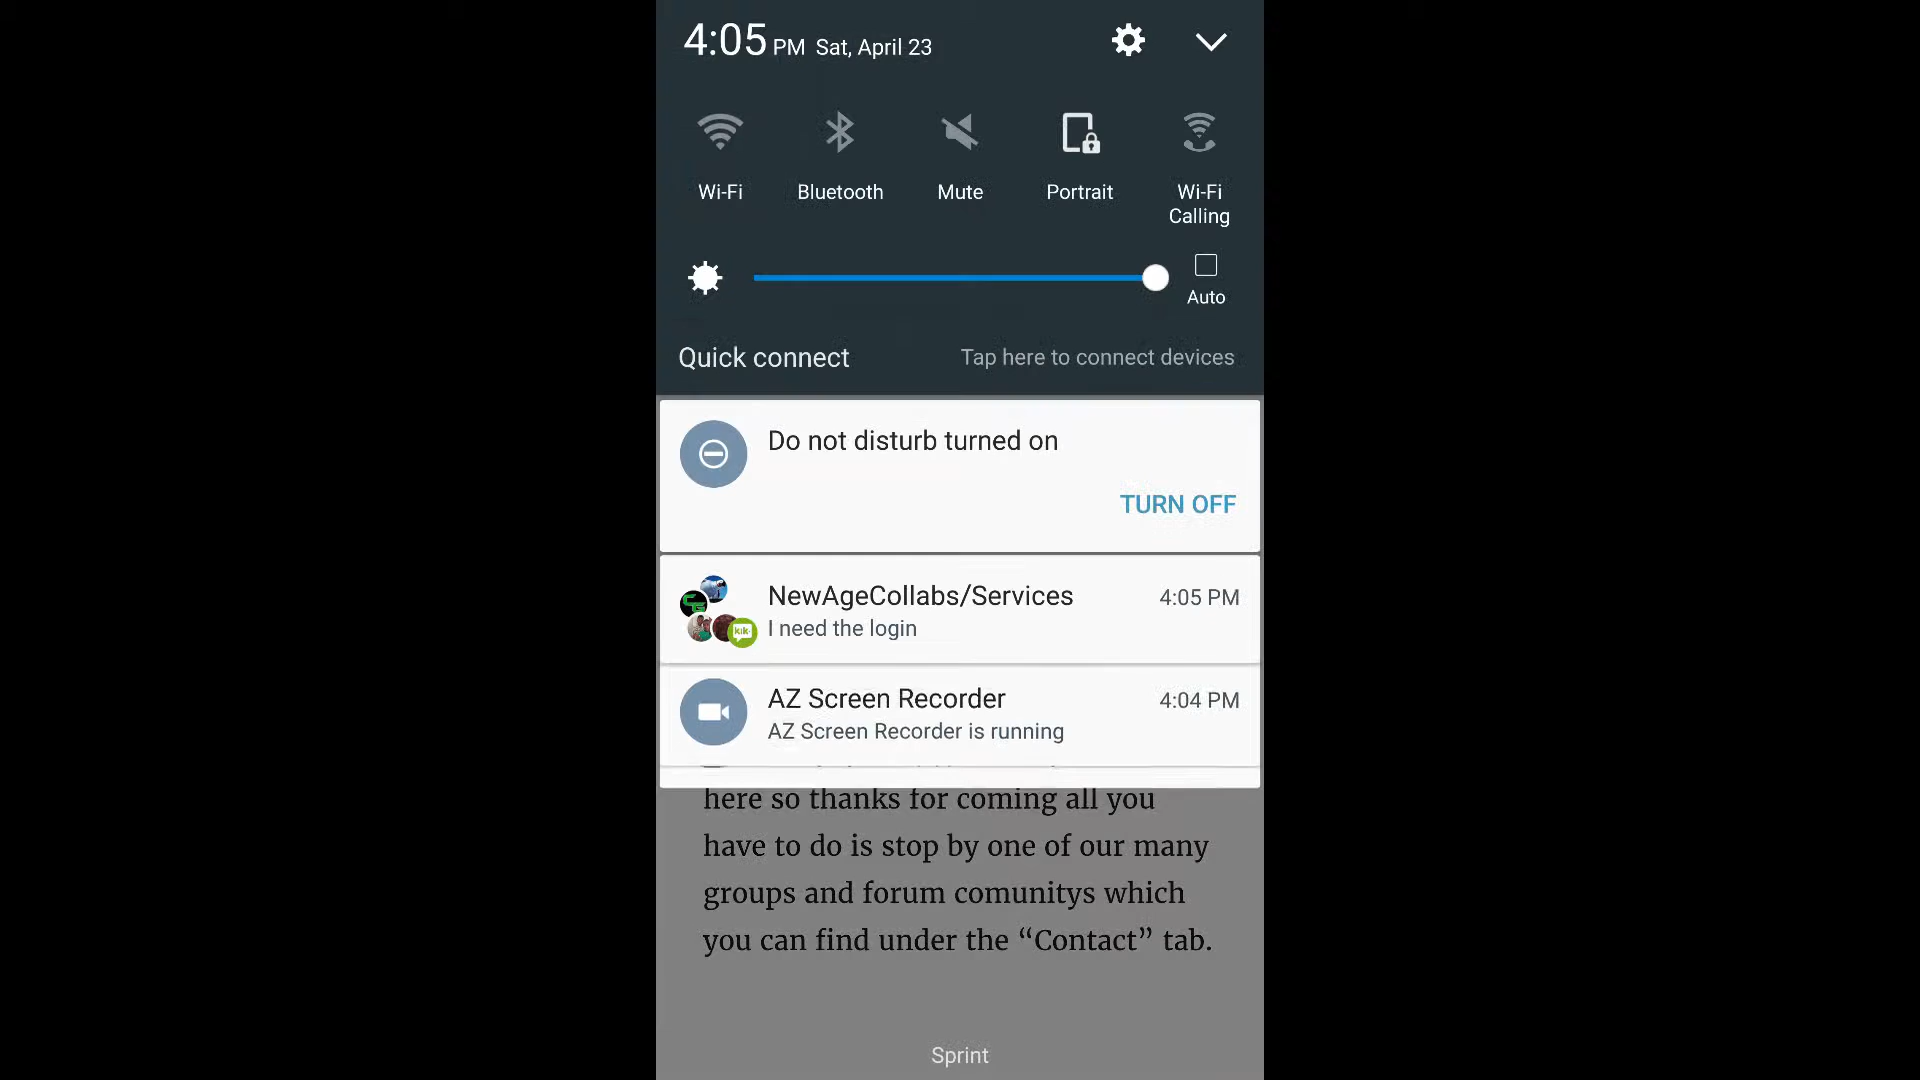 4:05 PM Sat, April 23
Wi-Fi
Bluetooth
Mute
Portrait
Wi-Fi
Calling
Auto
Quick connect
Tap here to connect devices
Do not disturb turned on
TURN OFF
NewAgeCollabs/Services
4:05 PM
kik
I need the login
AZ Screen Recorder
4:04 PM
AZ Screen Recorder is running
here so thanks for coming all you
have to do is stop by one of our many
groups and forum comunitys which
you can find under the “Contact” tab.
Sprint